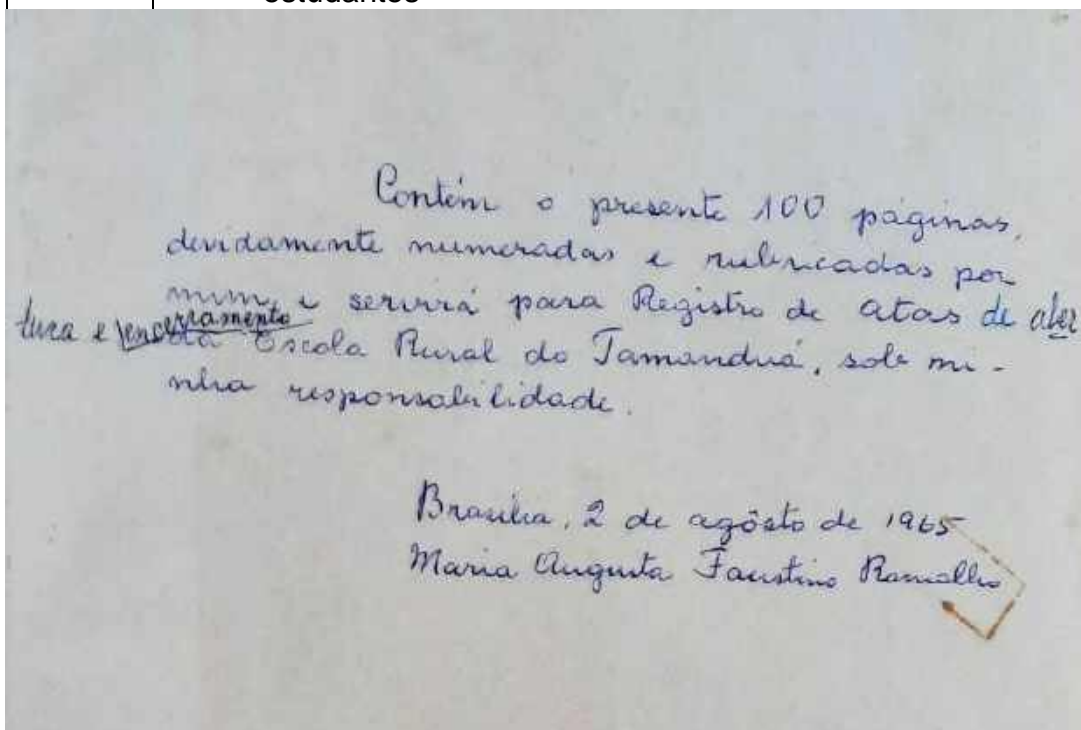 estudantes
Contém o presente 100 páginas,
devidamente numeradas e rubricadas por
mim, e servirá para Registro de atas de aber
tura e encerramento
da Escola Rural do Tamanduá, sob mi-
nha responsabilidade.
Brasília, 2 de agôsto de 1965
Maria Augusta Faustino Ramalho